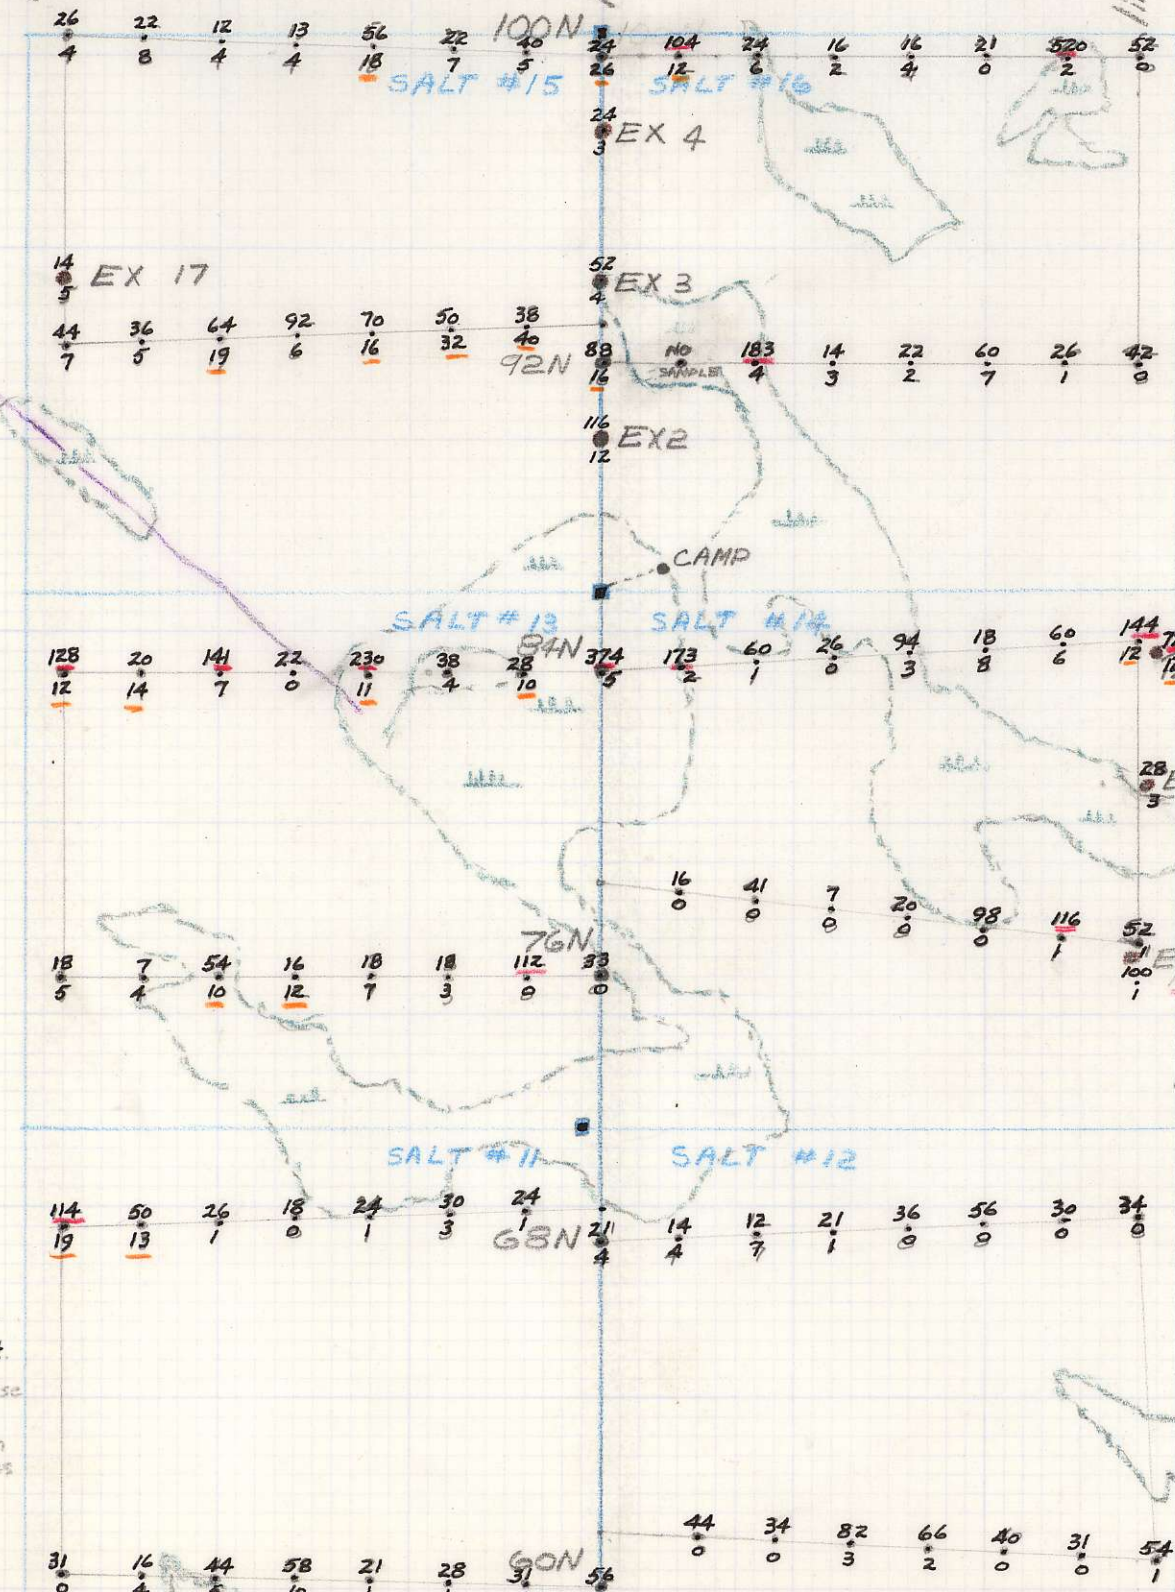 100N
26 22 12 13 56 22 40 24 104 24 16 16 21 520 52
4 8 4 4 18 7 5 26 12 6 2 4 0 2 0
SALT #15 SALT #16
24
EX 4
3
14 52
EX 17 EX 3
5 4
44 36 64 92 70 50 38 88 NO 183 14 22 60 26 42
7 5 19 6 16 32 40 16 SAMPLE 4 3 2 7 1 0
92N
116
EX2
12
CAMP
SALT #13 SALT #14
84N
128 20 141 22 230 38 28 374 173 60 26 94 18 60 144
12 14 7 0 11 4 10 5 2 1 0 3 8 6 12
28
3
16 41 7 20 98 116 52
0 0 0 0 0 1 1
76N
18 7 54 16 18 18 112 33 100
5 4 10 12 7 3 0 0 1
SALT #11 SALT #12
114 50 26 18 24 30 24 21 14 12 21 36 56 30 34
19 13 1 0 1 3 1 4 4 7 1 0 0 0 0
68N
44 34 82 66 40 31 54
0 0 3 2 0 0 1
60N
31 16 44 58 21 28 31 56
0 4